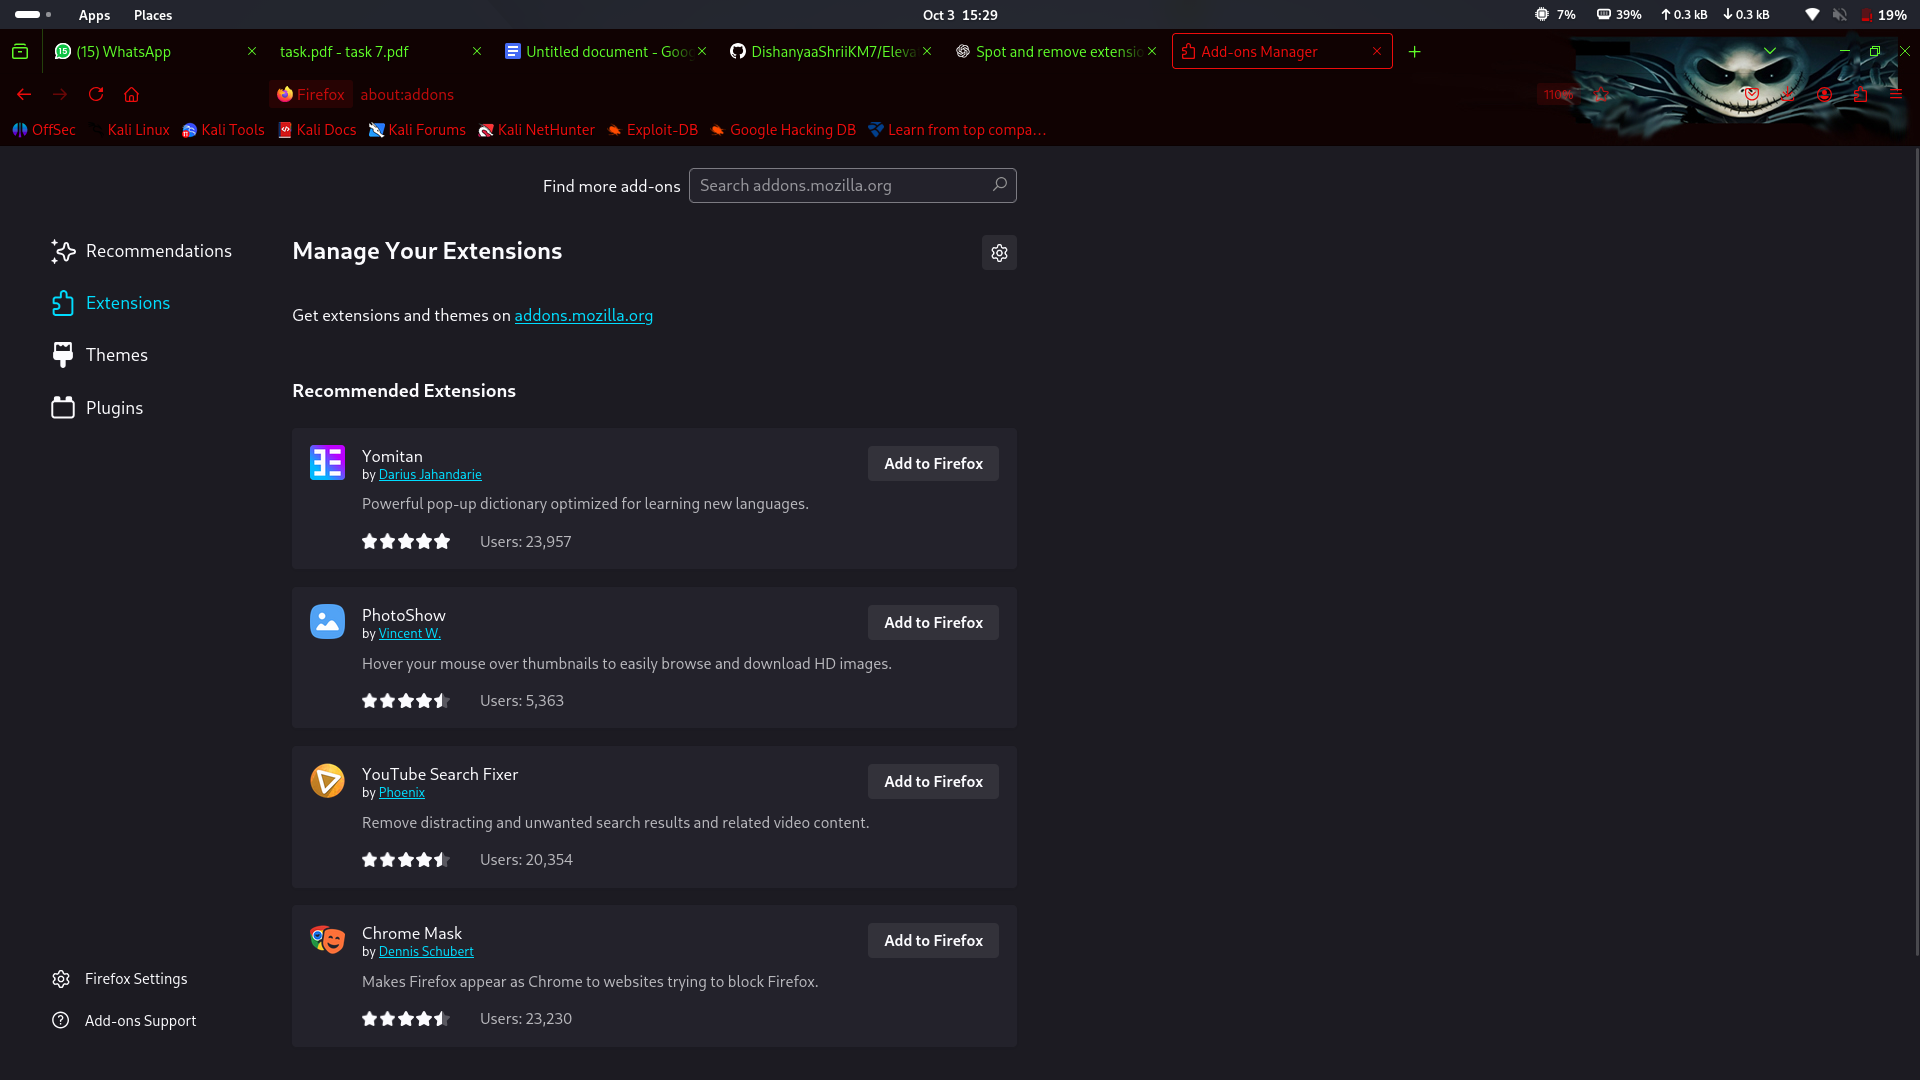 Apps Places Oct 3 15:29 7% 39% 0.3 kB 0.3 kB 19%
(15) WhatsApp task.pdf - task 7.pdf Untitled document - Goog DishanyaaShriiKM7/Eleva Spot and remove extensio Add-ons Manager
Firefox about:addons 110%
OffSec Kali Linux Kali Tools Kali Docs Kali Forums Kali NetHunter Exploit-DB Google Hacking DB Learn from top compa…
Find more add-ons Search addons.mozilla.org
Recommendations
Extensions
Themes
Plugins
Firefox Settings
Add-ons Support
Manage Your Extensions
Get extensions and themes on addons.mozilla.org
Recommended Extensions
Yomitan
by Darius Jahandarie
Add to Firefox
Powerful pop-up dictionary optimized for learning new languages.
Users: 23,957
PhotoShow
by Vincent W.
Add to Firefox
Hover your mouse over thumbnails to easily browse and download HD images.
Users: 5,363
YouTube Search Fixer
by Phoenix
Add to Firefox
Remove distracting and unwanted search results and related video content.
Users: 20,354
Chrome Mask
by Dennis Schubert
Add to Firefox
Makes Firefox appear as Chrome to websites trying to block Firefox.
Users: 23,230